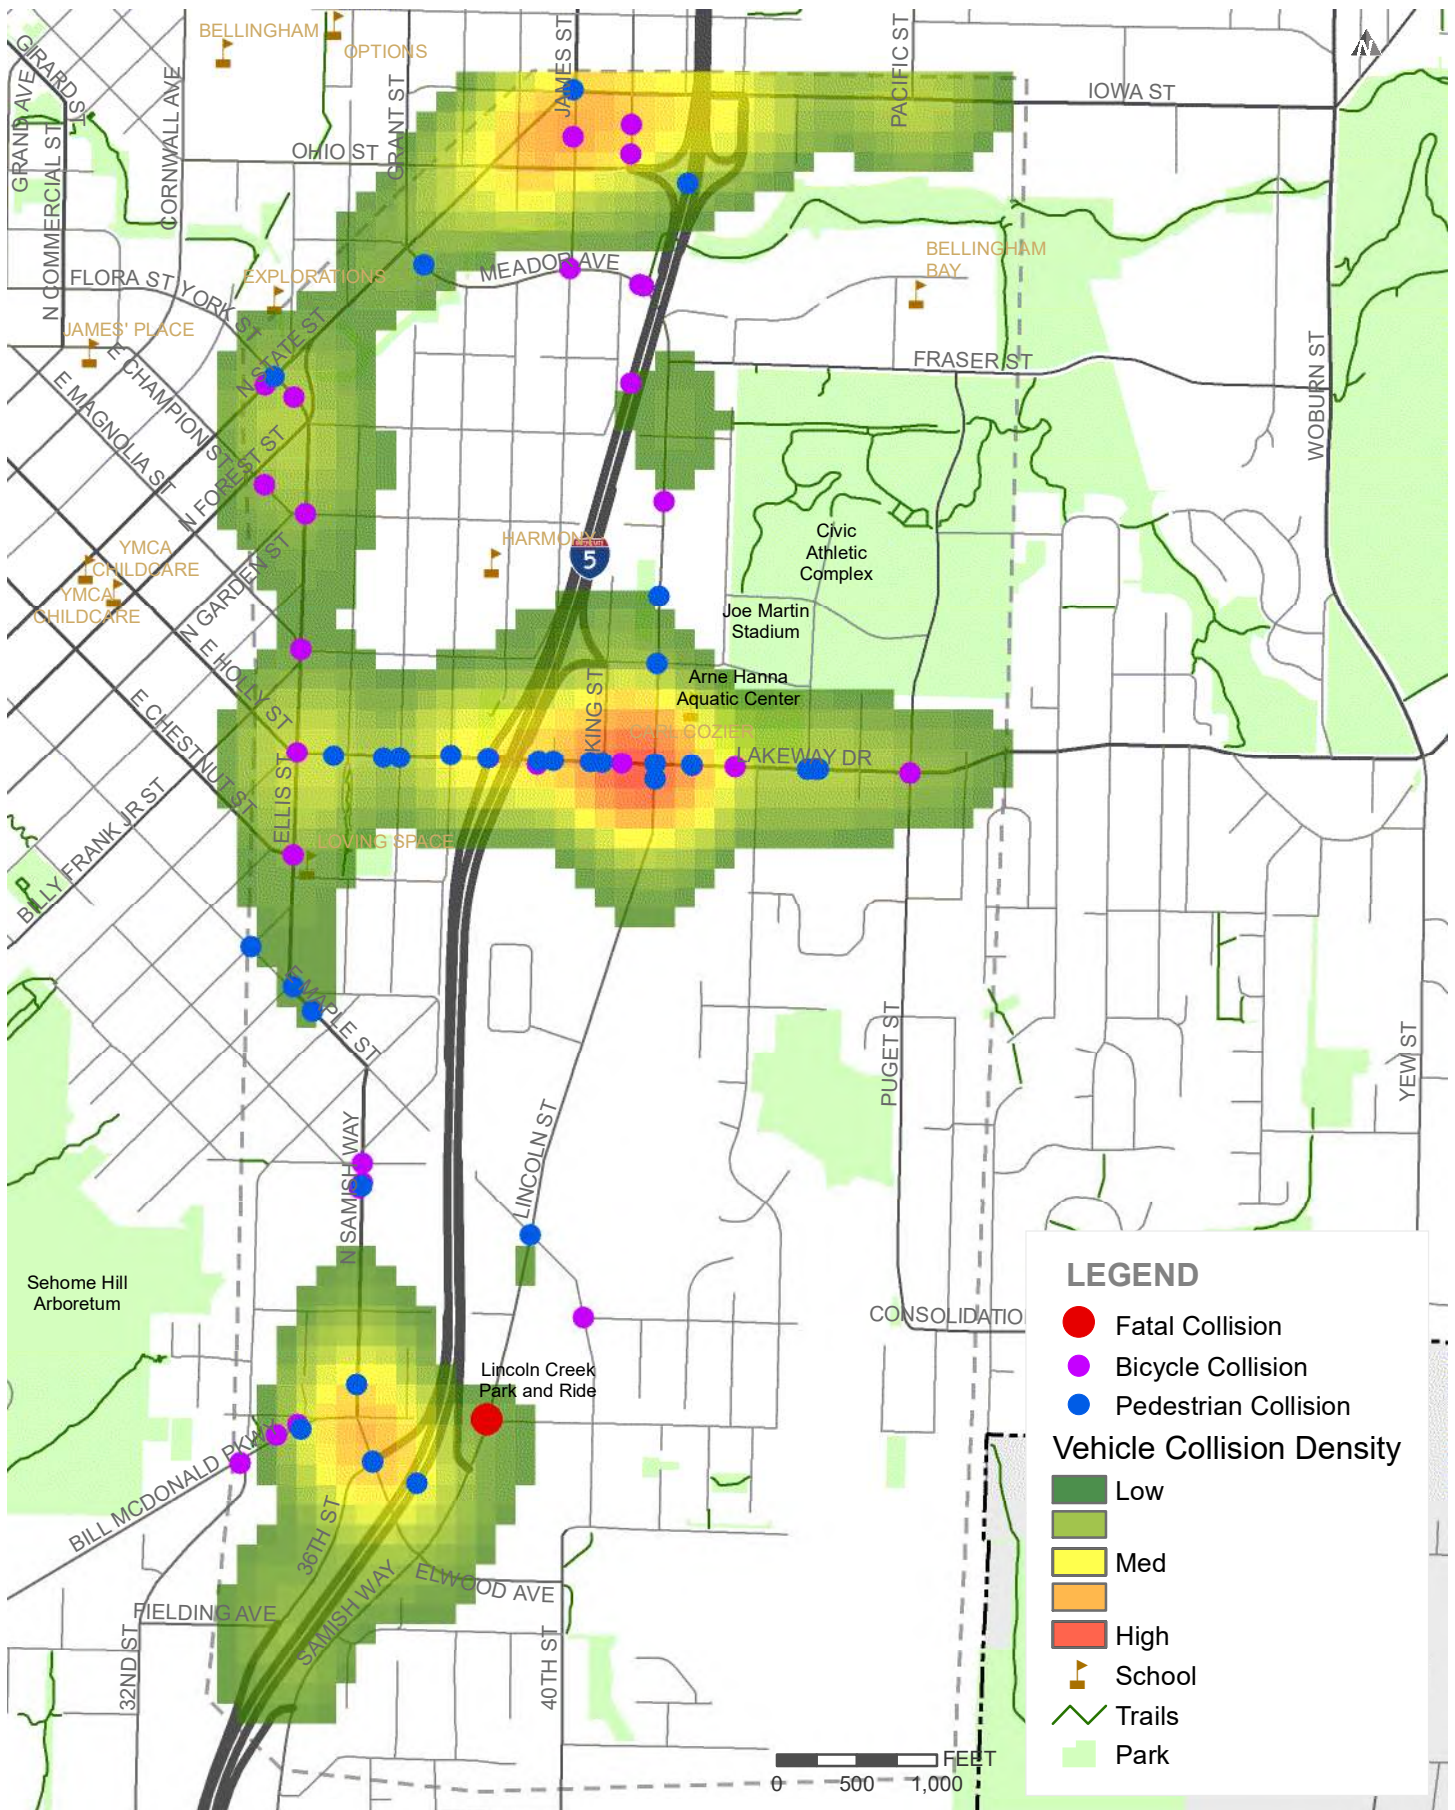 BELLINGHAM
OPTIONS
GIRARD ST
GRAND AVE
N COMMERCIAL ST
CORNWALL AVE
GRANT ST
JAMES ST
PACIFIC ST
N
IOWA ST
OHIO ST
FLORA ST
YORK ST
EXPLORATIONS
MEADOR AVE
BELLINGHAM
BAY
JAMES' PLACE
N STATE ST
E CHAMPION ST
E MAGNOLIA ST
N FOREST ST
FRASER ST
WOBURN ST
HARMONY
5
YMCA
CHILDCARE
YMCA
CHILDCARE
N GARDEN ST
Civic
Athletic
Complex
Joe Martin
Stadium
Arne Hanna
Aquatic Center
N
E HOLLY ST
E CHESTNUT ST
KING ST
CARL COZIER
LAKEWAY DR
ELLIS ST
LOVING SPACE
BILLY FRANK JR ST
E MAPLE ST
N SAMISH WAY
LINCOLN ST
PUGET ST
YEW ST
Sehome Hill
Arboretum
CONSOLIDATIO
Lincoln Creek
Park and Ride
BILL MCDONALD PKWY
36TH ST
SAMISH WAY
ELWOOD AVE
FIELDING AVE
32ND ST
40TH ST
LEGEND
Fatal Collision
Bicycle Collision
Pedestrian Collision
Vehicle Collision Density
Low
Med
High
School
Trails
Park
FEET
0 500 1,000